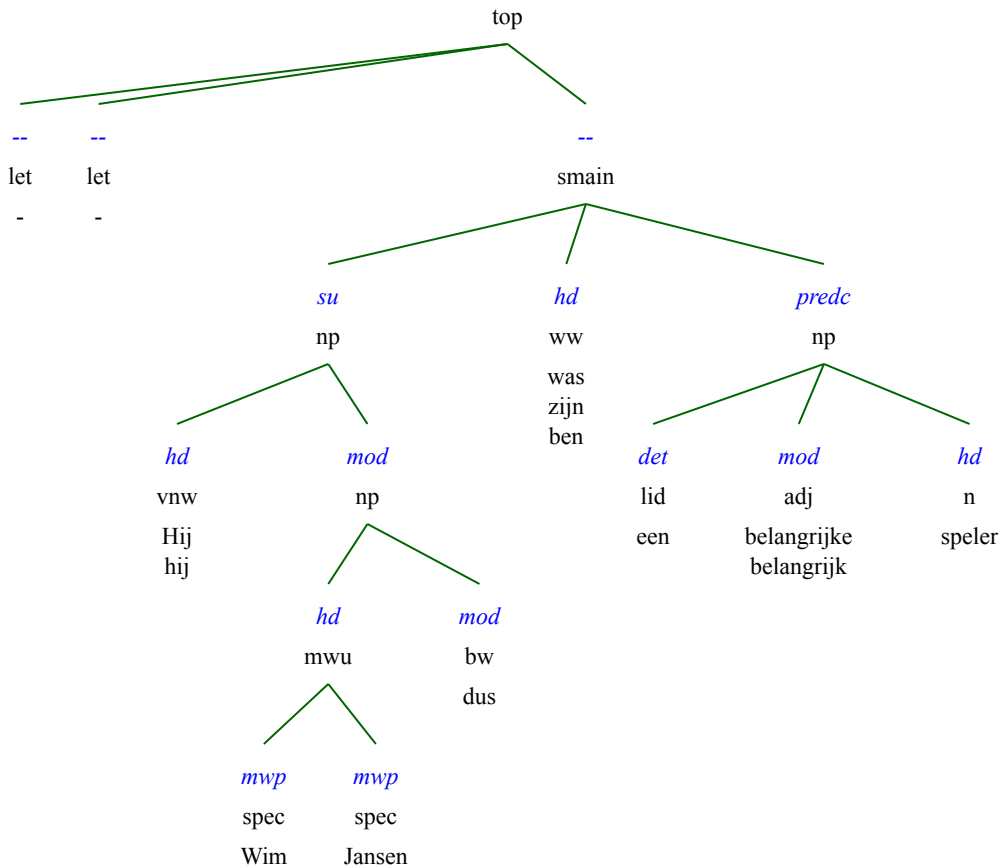 top
-- -- --
let let smain
- -
su hd predc
np ww np
was
zijn
ben
hd mod det mod hd
vnw np lid adj n
Hij een belangrijke speler
hij belangrijk
hd mod
mwu bw
dus
mwp mwp
spec spec
Wim Jansen